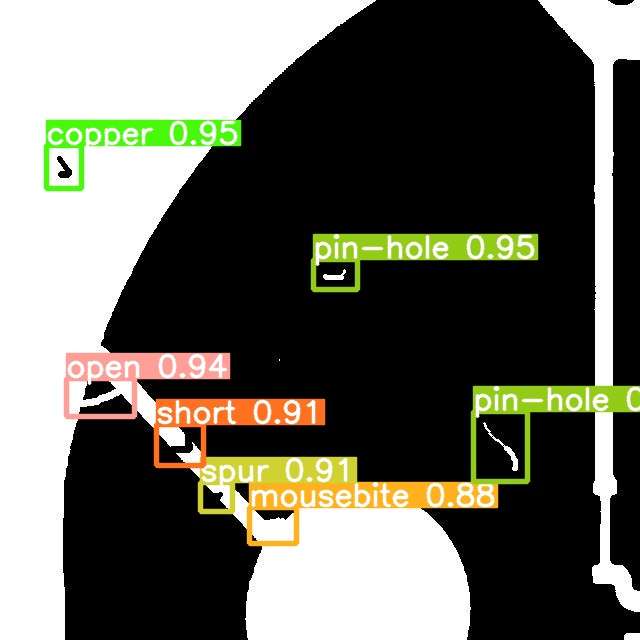 copper 0.95
pin-hole 0.95
open 0.94
pin-hole 0
short 0.91
spur 0.91
mousebite 0.88